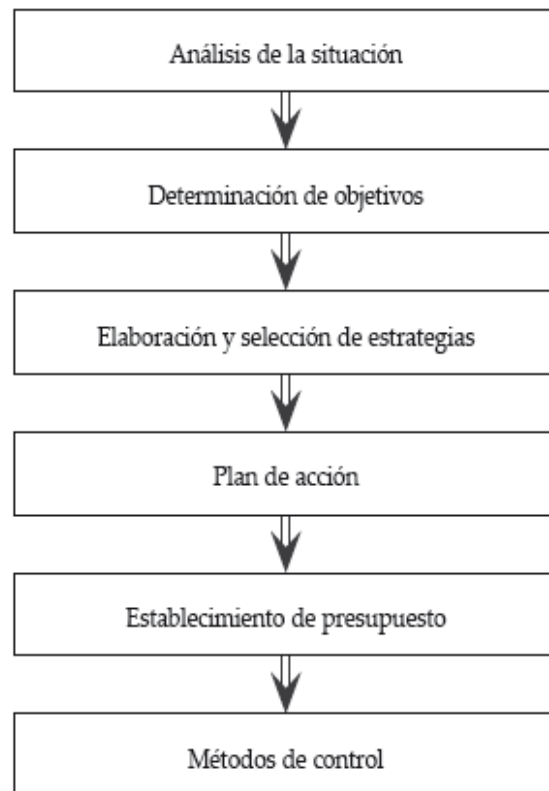 Análisis de la situación
Determinación de objetivos
Elaboración y selección de estrategias
Plan de acción
Establecimiento de presupuesto
Métodos de control